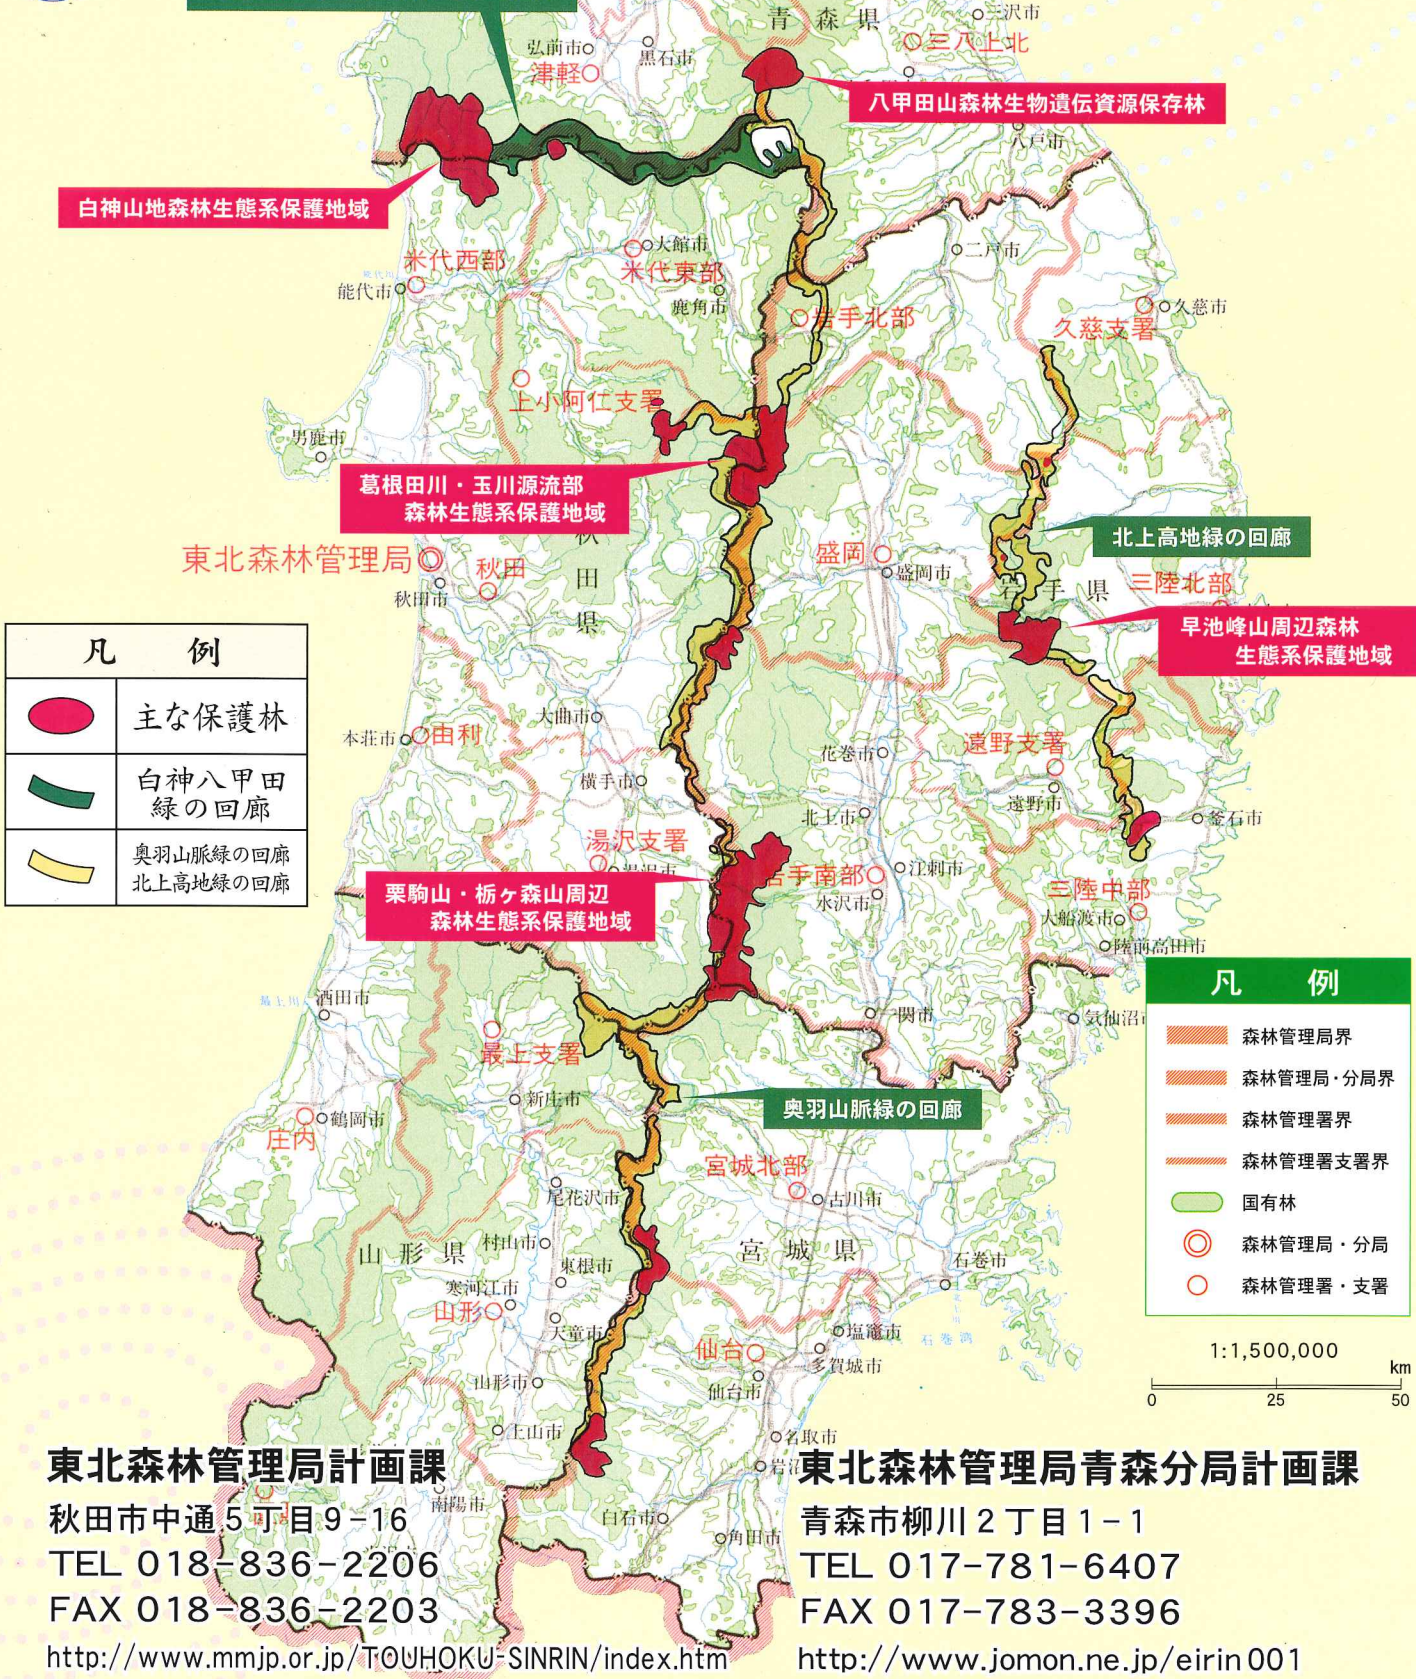 青森県
三沢市
弘前市
黒石市
三八上北
津軽
八甲田山森林生物遺伝資源保存林
八戸市
白神山地森林生態系保護地域
大館市
二戸市
米代西部
米代東部
能代市
鹿角市
久慈市
岩手北部
久慈支署
上小阿仁支署
男鹿市
葛根田川・玉川源流部
森林生態系保護地域
北上高地緑の回廊
東北森林管理局
秋田
盛岡
盛岡市
秋田市
秋田県
岩手県
三陸北部
早池峰山周辺森林
生態系保護地域
凡 例
主な保護林
白神八甲田
緑の回廊
奥羽山脈緑の回廊
北上高地緑の回廊
大曲市
本荘市
由利
花巻市
遠野支署
横手市
遠野市
北上市
釜石市
湯沢支署
湯沢市
岩手南部
江刺市
栗駒山・栃ヶ森山周辺
森林生態系保護地域
水沢市
三陸中部
大船渡市
陸前高田市
最上川
酒田市
一関市
気仙沼
最上支署
新庄市
奥羽山脈緑の回廊
鶴岡市
庄内
宮城北部
尾花沢市
古川市
山形県
村山市
宮城県
東根市
石巻市
寒河江市
山形
天童市
塩竈市
石巻湾
仙台
多賀城市
山形市
仙台市
上山市
名取市
岩沼
南陽市
白石市
角田市
凡 例
森林管理局界
森林管理局・分局界
森林管理署界
森林管理署支署界
国有林
森林管理局・分局
森林管理署・支署
1:1,500,000
km
0 25 50
東北森林管理局計画課
秋田市中通5丁目9-16
TEL 018-836-2206
FAX 018-836-2203
http://www.mmjp.or.jp/TOUHOKU-SINRIN/index.htm
東北森林管理局青森分局計画課
青森市柳川2丁目1-1
TEL 017-781-6407
FAX 017-783-3396
http://www.jomon.ne.jp/eirin001